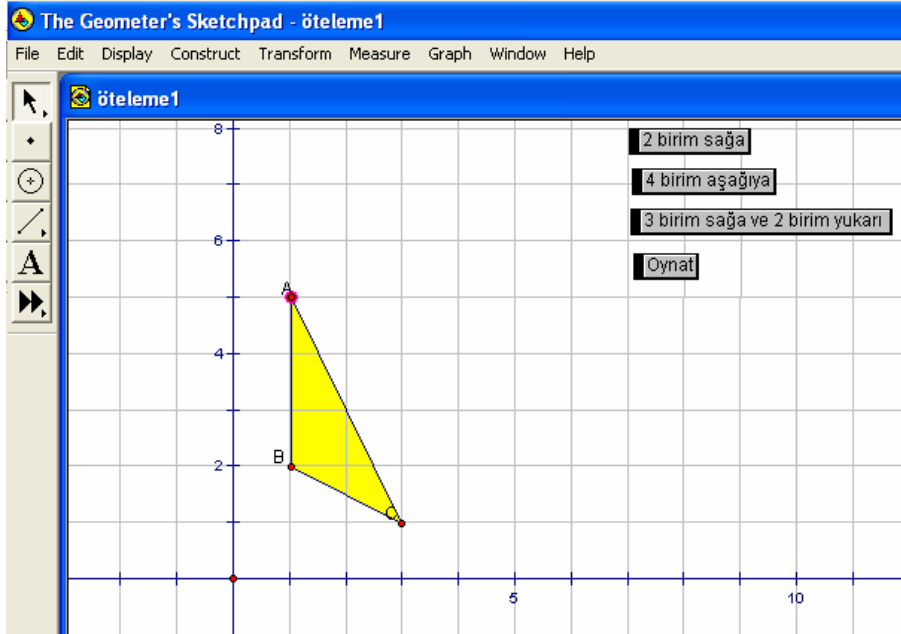 The Geometer's Sketchpad - öteleme1
File Edit Display Construct Transform Measure Graph Window Help
öteleme1
A
8
2 birim sağa
4 birim aşağıya
3 birim sağa ve 2 birim yukarı
Oynat
6
A
4
B
2
C
5
10